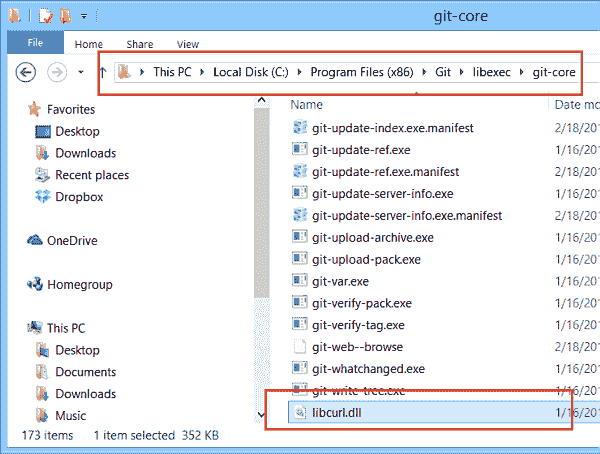 git-core
File Home Share View
This PC Local Disk (C:) Program Files (x86) Git libexec git-core
Favorites
Desktop
Downloads
Recent places
Dropbox
OneDrive
Homegroup
This PC
Desktop
Documents
Downloads
Music
Name Date mo
git-update-index.exe.manifest 2/18/201
git-update-ref.exe 1/16/201
git-update-ref.exe.manifest 2/18/201
git-update-server-info.exe 1/16/201
git-update-server-info.exe.manifest 2/18/201
git-upload-archive.exe 1/16/201
git-upload-pack.exe 1/16/201
git-var.exe 1/16/201
git-verify-pack.exe 1/16/201
git-verify-tag.exe 1/16/201
git-web--browse 2/18/201
git-whatchanged.exe 1/16/201
git-write-tree.exe 1/16/201
libcurl.dll 1/16/201
173 items 1 item selected 352 KB